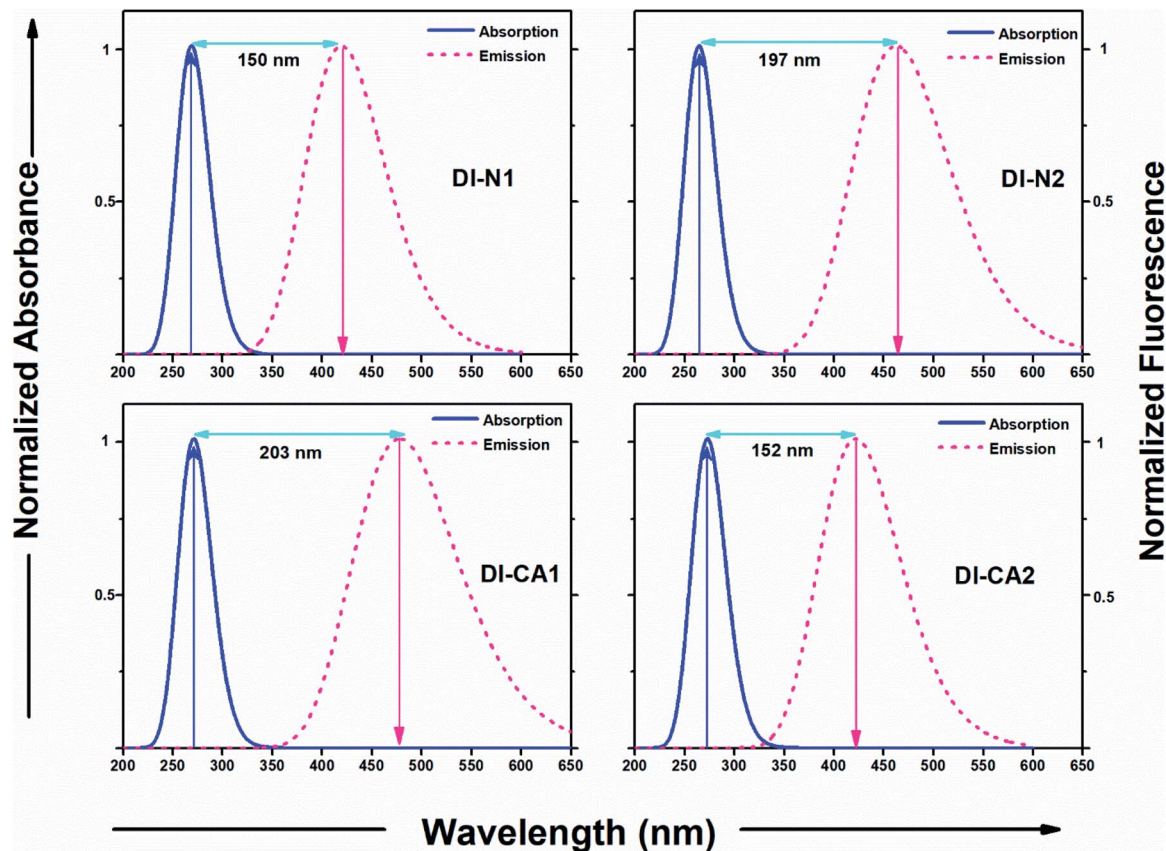 Normalized Absorbance
Absorption
Emission
150 nm
DI-N1
1
0.5
200 250 300 350 400 450 500 550 600 650
Absorption
Emission
197 nm
DI-N2
1
0.5
200 250 300 350 400 450 500 550 600 650
Absorption
Emission
203 nm
DI-CA1
1
0.5
200 250 300 350 400 450 500 550 600 650
Absorption
Emission
152 nm
DI-CA2
1
0.5
200 250 300 350 400 450 500 550 600 650
Normalized Fluorescence
Wavelength (nm)